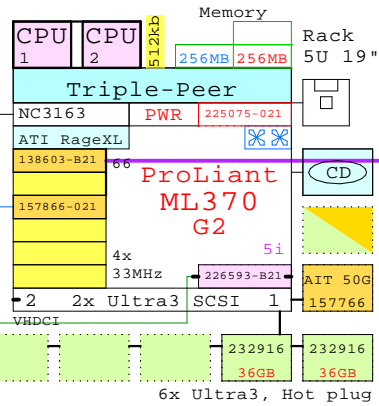 Memory
CPU
1
CPU
2
512kb
256MB
256MB
Rack
5U 19"
Triple-Peer
NC3163
PWR
225075-021
ATI RageXL
138603-B21
66
ProLiant
ML370
G2
CD
157866-021
5i
4x
33MHz
226593-B21
AIT 50G
157766
2
2x Ultra3 SCSI
1
VHDCI
232916
36GB
232916
36GB
6x Ultra3, Hot plug